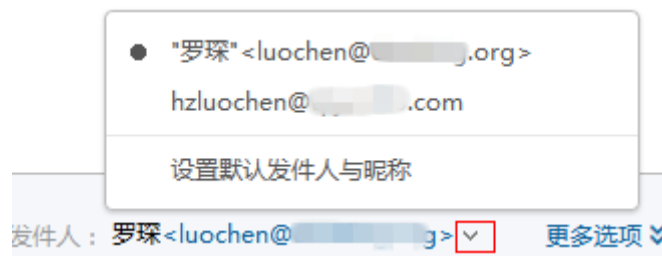 "罗琛"<luochen@ .org>
hzluochen@ .com
设置默认发件人与昵称
发件人：罗琛<luochen@ g> 更多选项